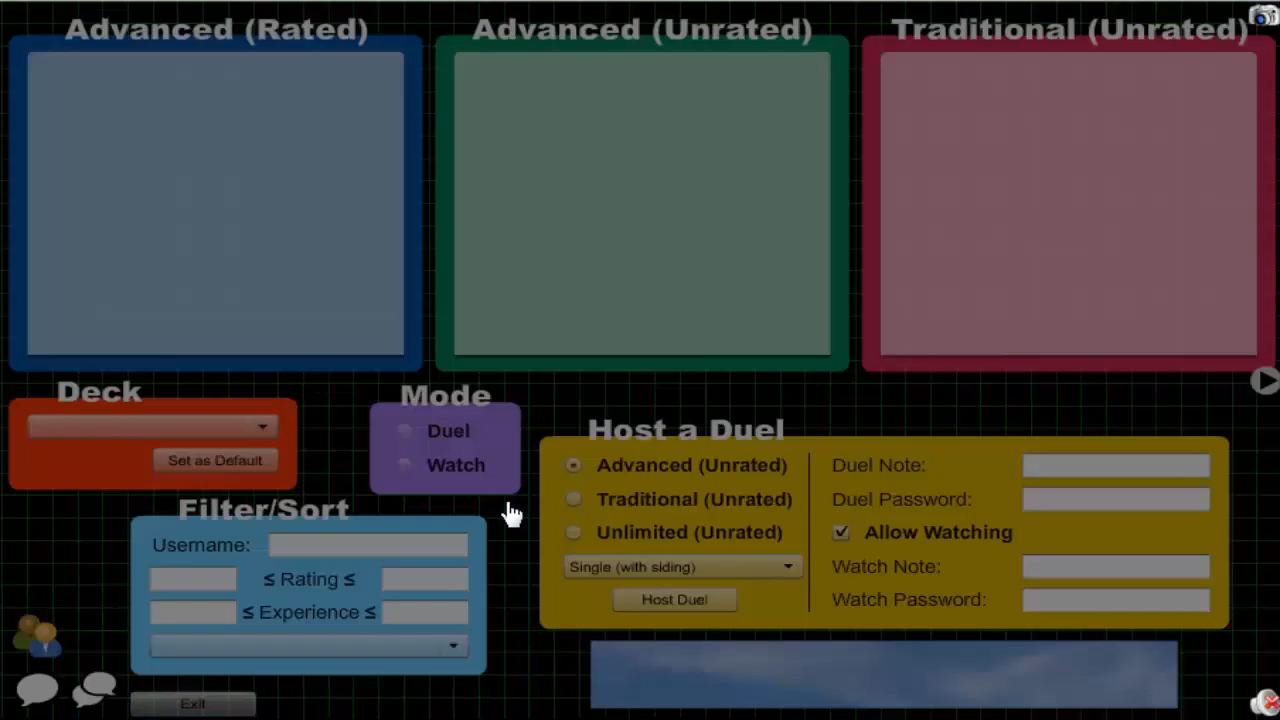 Advanced (Rated)
Advanced (Unrated)
Traditional (Unrated)
Deck
Set as Default
Mode
Duel
Watch
Filter/Sort
Username:
≤ Rating ≤
≤ Experience ≤
Exit
Host a Duel
Advanced (Unrated)
Traditional (Unrated)
Unlimited (Unrated)
Single (with siding)
Host Duel
Duel Note:
Duel Password:
Allow Watching
Watch Note:
Watch Password: